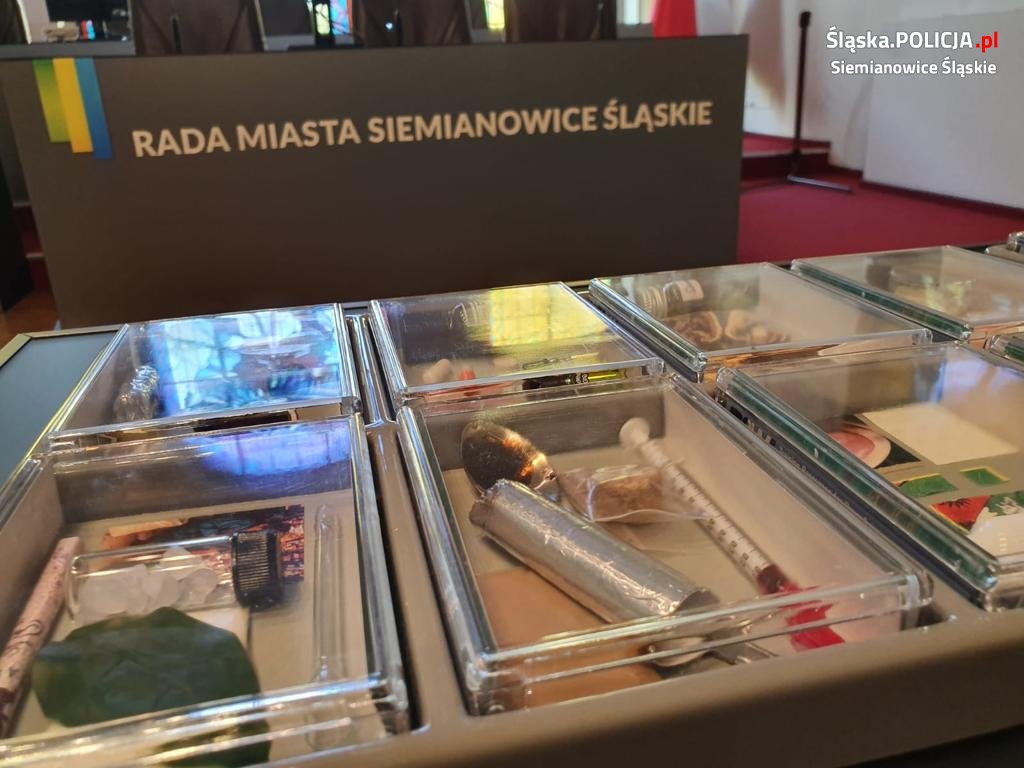 Śląska.POLICJA.pl
Siemianowice Śląskie
RADA MIASTA SIEMIANOWICE ŚLĄSKIE